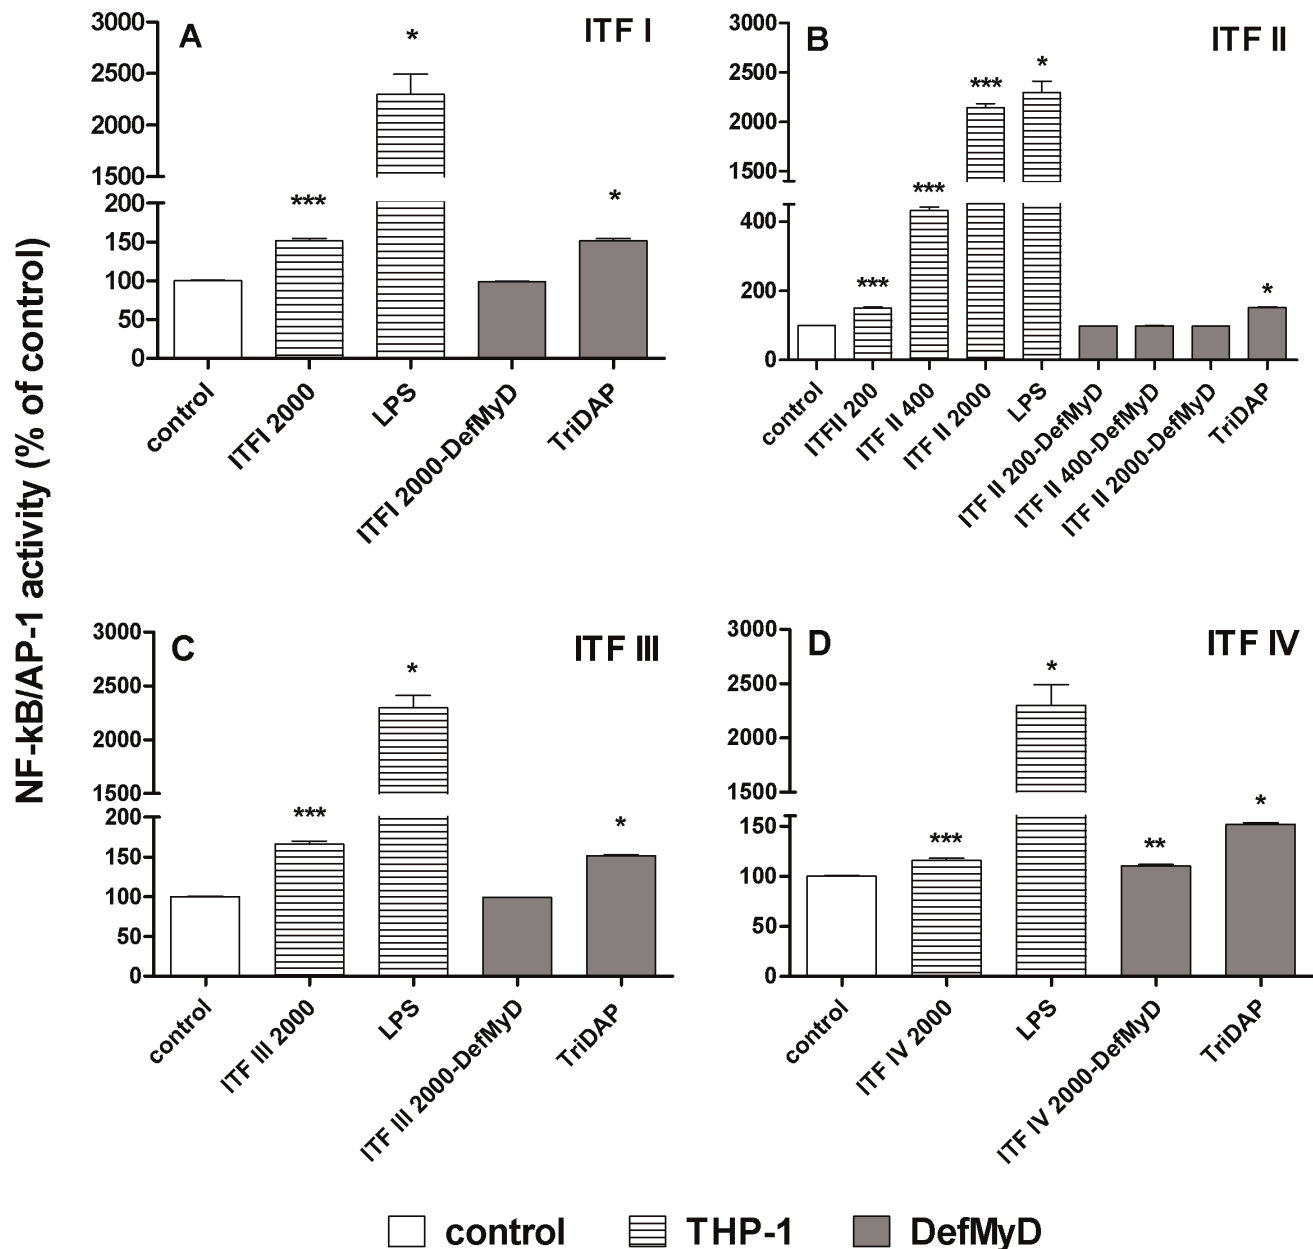 NF-kB/AP-1 activity (% of control)
A
ITF I
3000
2500
2000
1500
200
150
100
50
0
***
*
*
control
ITFI 2000
LPS
ITFI 2000-DefMyD
TriDAP
B
ITF II
3000
2500
2000
1500
400
200
0
***
***
***
*
*
control
ITFII 200
ITF II 400
ITF II 2000
LPS
ITF II 200-DefMyD
ITF II 400-DefMyD
ITF II 2000-DefMyD
TriDAP
C
ITF III
3000
2500
2000
1500
200
150
100
50
0
***
*
*
control
ITF III 2000
LPS
ITF III 2000-DefMyD
TriDAP
D
ITF IV
3000
2500
2000
1500
150
100
50
0
***
*
**
*
control
ITF IV 2000
LPS
ITF IV 2000-DefMyD
TriDAP
control THP-1 DefMyD